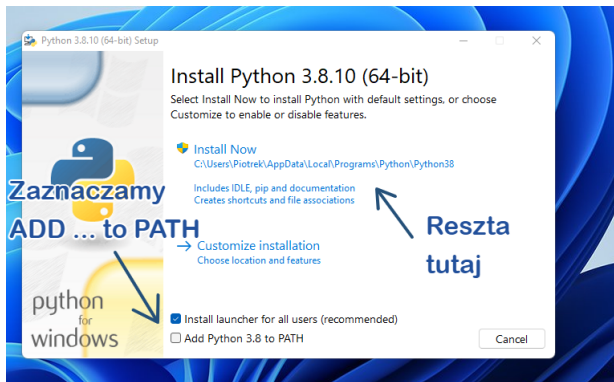 Python 3.8.10 (64-bit) Setup
Install Python 3.8.10 (64-bit)
Select Install Now to install Python with default settings, or choose
Customize to enable or disable features.
Install Now
C:\Users\Piotrek\AppData\Local\Programs\Python\Python38
Includes IDLE, pip and documentation
Creates shortcuts and file associations
Zaznaczamy
ADD ... to PATH
Reszta
tutaj
→ Customize installation
Choose location and features
python
for
windows
Install launcher for all users (recommended)
Add Python 3.8 to PATH
Cancel